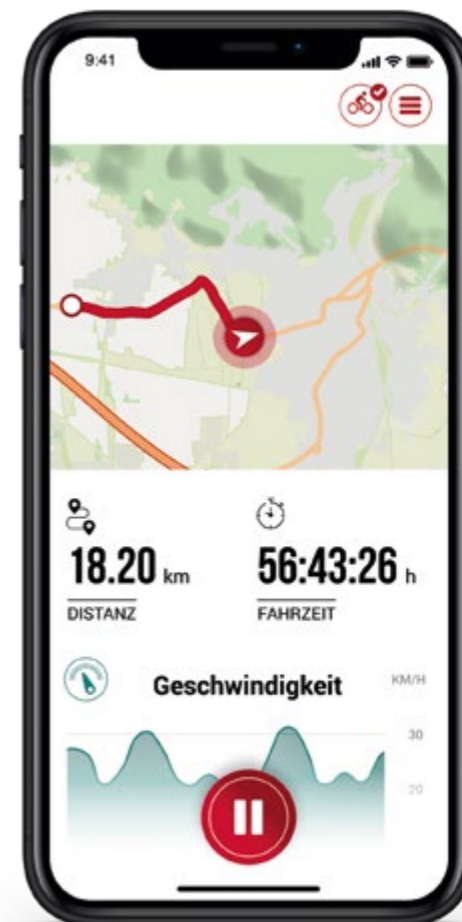 9:41
18.20 km
56:43:26 h
DISTANZ
FAHRZEIT
Geschwindigkeit
KM/H
30
20